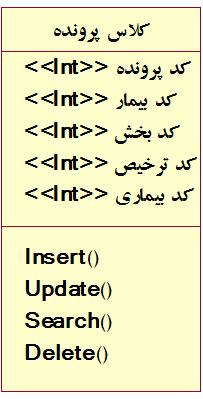 کلاس پرونده
کد پرونده <<Int>>
کد بیمار <<Int>>
کد بخش <<Int>>
کد ترخیص <<Int>>
کد بیماری <<Int>>
Insert()
Update()
Search()
Delete()